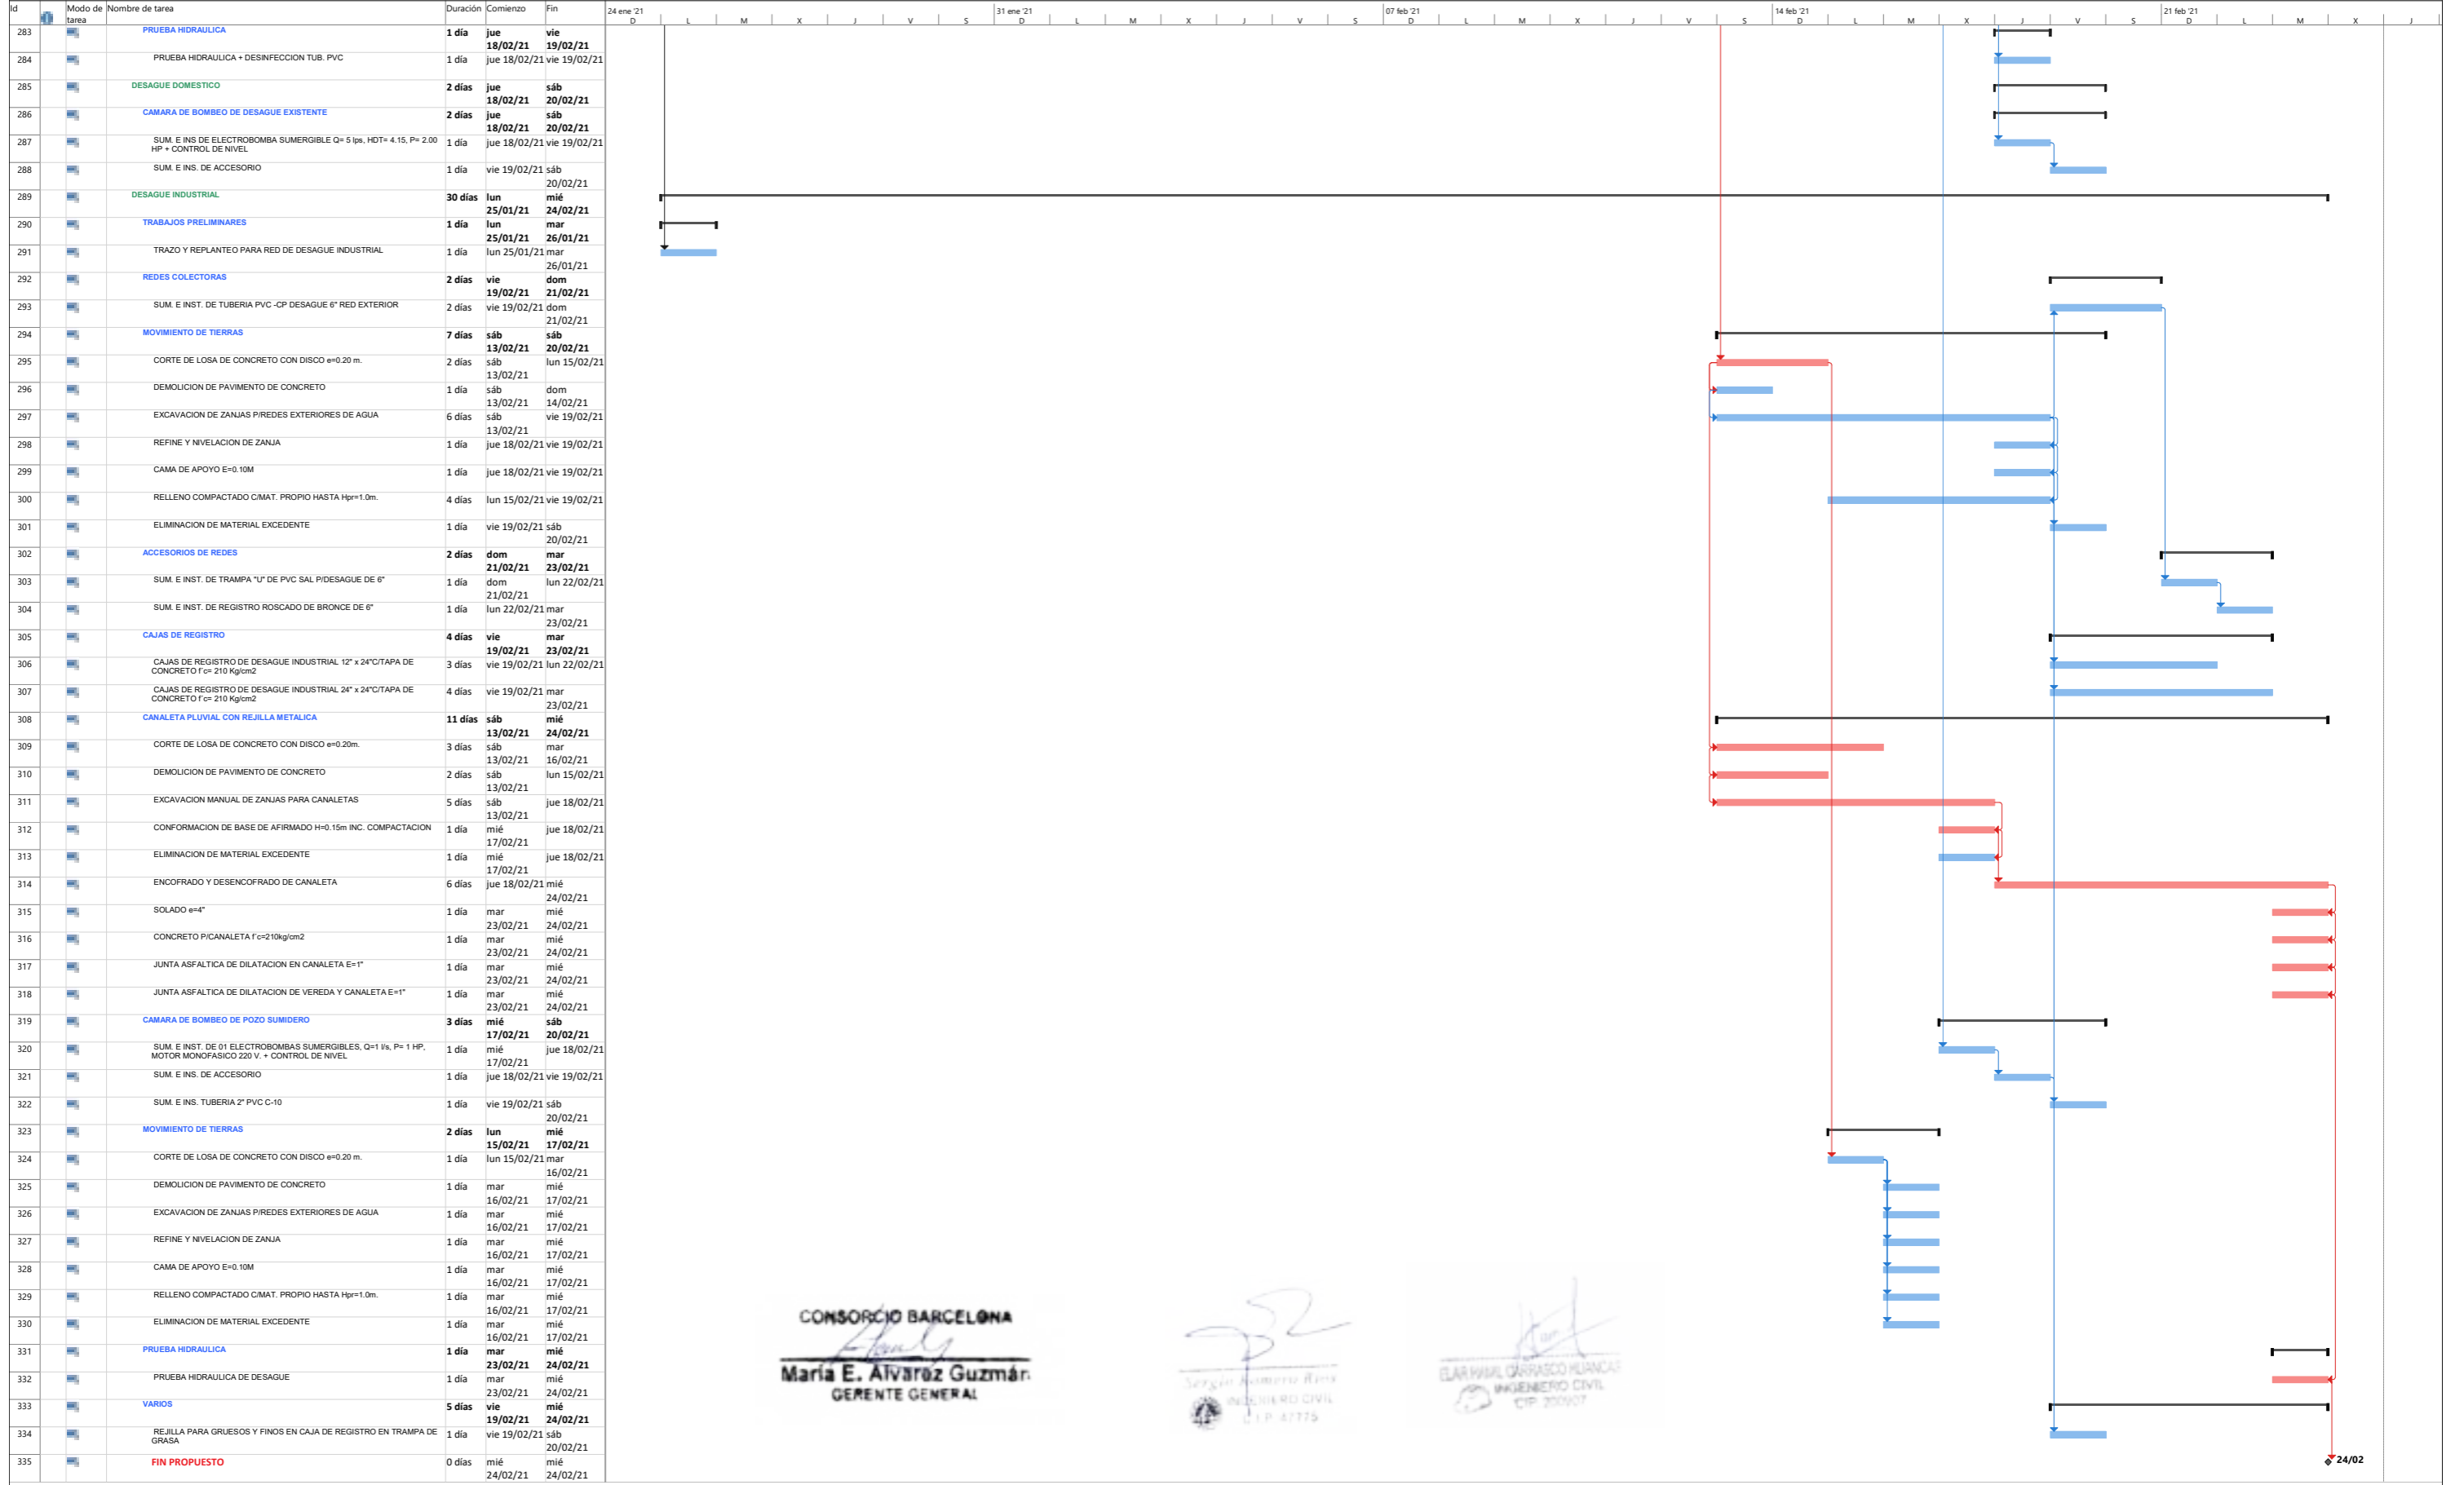 Id Modo de tarea Nombre de tarea Duración Comienzo Fin
24 ene '21 31 ene '21 07 feb '21 14 feb '21 21 feb '21
D L M X J V S D L M X J V S D L M X J V S D L M X J V S D L M X J
283 PRUEBA HIDRAULICA 1 día jue 18/02/21 vie 19/02/21
284 PRUEBA HIDRAULICA + DESINFECCION TUB. PVC 1 día jue 18/02/21 vie 19/02/21
285 DESAGUE DOMESTICO 2 días jue 18/02/21 sáb 20/02/21
286 CAMARA DE BOMBEO DE DESAGUE EXISTENTE 2 días jue 18/02/21 sáb 20/02/21
287 SUM. E INS DE ELECTROBOMBA SUMERGIBLE Q= 5 lps, HDT= 4.15, P= 2.00 HP + CONTROL DE NIVEL 1 día jue 18/02/21 vie 19/02/21
288 SUM. E INS. DE ACCESORIO 1 día vie 19/02/21 sáb 20/02/21
289 DESAGUE INDUSTRIAL 30 días lun 25/01/21 mié 24/02/21
290 TRABAJOS PRELIMINARES 1 día lun 25/01/21 mar 26/01/21
291 TRAZO Y REPLANTEO PARA RED DE DESAGUE INDUSTRIAL 1 día lun 25/01/21 mar 26/01/21
292 REDES COLECTORAS 2 días vie 19/02/21 dom 21/02/21
293 SUM. E INST. DE TUBERIA PVC -CP DESAGUE 6" RED EXTERIOR 2 días vie 19/02/21 dom 21/02/21
294 MOVIMIENTO DE TIERRAS 7 días sáb 13/02/21 sáb 20/02/21
295 CORTE DE LOSA DE CONCRETO CON DISCO e=0.20 m. 2 días sáb 13/02/21 lun 15/02/21
296 DEMOLICION DE PAVIMENTO DE CONCRETO 1 día sáb 13/02/21 dom 14/02/21
297 EXCAVACION DE ZANJAS P/REDES EXTERIORES DE AGUA 6 días sáb 13/02/21 vie 19/02/21
298 REFINE Y NIVELACION DE ZANJA 1 día jue 18/02/21 vie 19/02/21
299 CAMA DE APOYO E=0.10M 1 día jue 18/02/21 vie 19/02/21
300 RELLENO COMPACTADO C/MAT. PROPIO HASTA Hpr=1.0m. 4 días lun 15/02/21 vie 19/02/21
301 ELIMINACION DE MATERIAL EXCEDENTE 1 día vie 19/02/21 sáb 20/02/21
302 ACCESORIOS DE REDES 2 días dom 21/02/21 mar 23/02/21
303 SUM. E INST. DE TRAMPA "U" DE PVC SAL P/DESAGUE DE 6" 1 día dom 21/02/21 lun 22/02/21
304 SUM. E INST. DE REGISTRO ROSCADO DE BRONCE DE 6" 1 día lun 22/02/21 mar 23/02/21
305 CAJAS DE REGISTRO 4 días vie 19/02/21 mar 23/02/21
306 CAJAS DE REGISTRO DE DESAGUE INDUSTRIAL 12" x 24"C/TAPA DE CONCRETO f´c= 210 Kg/cm2 3 días vie 19/02/21 lun 22/02/21
307 CAJAS DE REGISTRO DE DESAGUE INDUSTRIAL 24" x 24"C/TAPA DE CONCRETO f´c= 210 Kg/cm2 4 días vie 19/02/21 mar 23/02/21
308 CANALETA PLUVIAL CON REJILLA METALICA 11 días sáb 13/02/21 mié 24/02/21
309 CORTE DE LOSA DE CONCRETO CON DISCO e=0.20m. 3 días sáb 13/02/21 mar 16/02/21
310 DEMOLICION DE PAVIMENTO DE CONCRETO 2 días sáb 13/02/21 lun 15/02/21
311 EXCAVACION MANUAL DE ZANJAS PARA CANALETAS 5 días sáb 13/02/21 jue 18/02/21
312 CONFORMACION DE BASE DE AFIRMADO H=0.15m INC. COMPACTACION 1 día mié 17/02/21 jue 18/02/21
313 ELIMINACION DE MATERIAL EXCEDENTE 1 día mié 17/02/21 jue 18/02/21
314 ENCOFRADO Y DESENCOFRADO DE CANALETA 6 días jue 18/02/21 mié 24/02/21
315 SOLADO e=4" 1 día mar 23/02/21 mié 24/02/21
316 CONCRETO P/CANALETA f´c=210kg/cm2 1 día mar 23/02/21 mié 24/02/21
317 JUNTA ASFALTICA DE DILATACION EN CANALETA E=1" 1 día mar 23/02/21 mié 24/02/21
318 JUNTA ASFALTICA DE DILATACION DE VEREDA Y CANALETA E=1" 1 día mar 23/02/21 mié 24/02/21
319 CAMARA DE BOMBEO DE POZO SUMIDERO 3 días mié 17/02/21 sáb 20/02/21
320 SUM. E INST. DE 01 ELECTROBOMBAS SUMERGIBLES, Q=1 l/s, P= 1 HP, MOTOR MONOFASICO 220 V. + CONTROL DE NIVEL 1 día mié 17/02/21 jue 18/02/21
321 SUM. E INS. DE ACCESORIO 1 día jue 18/02/21 vie 19/02/21
322 SUM. E INS. TUBERIA 2" PVC C-10 1 día vie 19/02/21 sáb 20/02/21
323 MOVIMIENTO DE TIERRAS 2 días lun 15/02/21 mié 17/02/21
324 CORTE DE LOSA DE CONCRETO CON DISCO e=0.20 m. 1 día lun 15/02/21 mar 16/02/21
325 DEMOLICION DE PAVIMENTO DE CONCRETO 1 día mar 16/02/21 mié 17/02/21
326 EXCAVACION DE ZANJAS P/REDES EXTERIORES DE AGUA 1 día mar 16/02/21 mié 17/02/21
327 REFINE Y NIVELACION DE ZANJA 1 día mar 16/02/21 mié 17/02/21
328 CAMA DE APOYO E=0.10M 1 día mar 16/02/21 mié 17/02/21
329 RELLENO COMPACTADO C/MAT. PROPIO HASTA Hpr=1.0m. 1 día mar 16/02/21 mié 17/02/21
330 ELIMINACION DE MATERIAL EXCEDENTE 1 día mar 16/02/21 mié 17/02/21
331 PRUEBA HIDRAULICA 1 día mar 23/02/21 mié 24/02/21
332 PRUEBA HIDRAULICA DE DESAGUE 1 día mar 23/02/21 mié 24/02/21
333 VARIOS 5 días vie 19/02/21 mié 24/02/21
334 REJILLA PARA GRUESOS Y FINOS EN CAJA DE REGISTRO EN TRAMPA DE GRASA 1 día vie 19/02/21 sáb 20/02/21
335 FIN PROPUESTO 0 días mié 24/02/21 mié 24/02/21
24/02
CONSORCIO BARCELONA
María E. Alvarez Guzmán
GERENTE GENERAL
Sergio Romero Rios
INGENIERO CIVIL
C.I.P. 47775
CARRASCO HUANCAS
INGENIERO CIVIL
CIP 200907